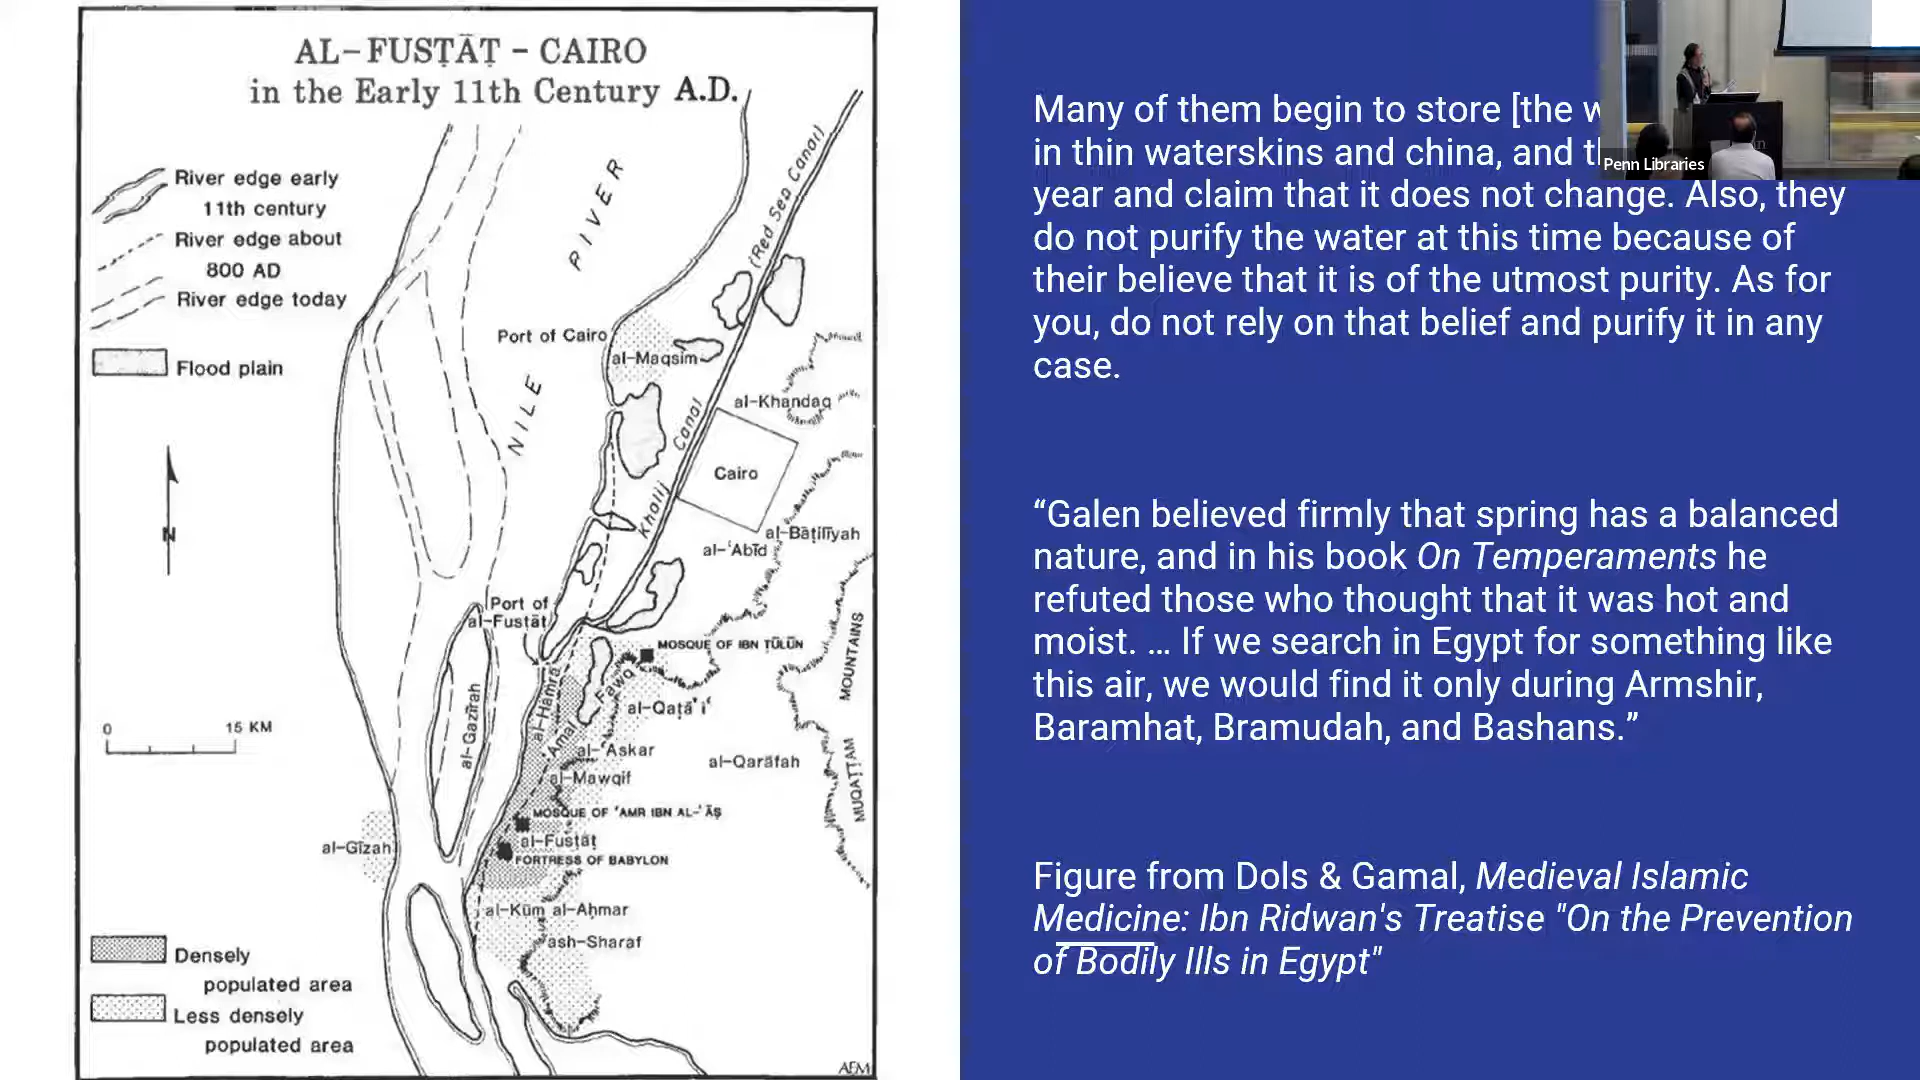 AL-FUSṬĀṬ - CAIRO
in the Early 11th Century A.D.
River edge early
11th century
River edge about
800 AD
River edge today
Flood plain
N
0 15 KM
Densely
populated area
Less densely
populated area
NILE RIVER
(Red Sea Canal)
Khalij Canal
Port of Cairo
al-Maqsim
al-Khandaq
Cairo
al-Bāṭilīyah
al-ʿAbīd
Port of
al-Fusṭāṭ
MOSQUE OF IBN ṬŪLŪN
al-Ḥamrā
ʿAmal Fawq
al-Qaṭāʾiʿ
al-Gazīrah
al-ʿAskar
al-Mawqif
al-Qarāfah
MUQAṬṬAM MOUNTAINS
MOSQUE OF ʿAMR IBN AL-ʿĀṢ
al-Fusṭāṭ
FORTRESS OF BABYLON
al-Gīzah
al-Kūm al-Aḥmar
ash-Sharaf
AEM
Many of them begin to store [the
in thin waterskins and china, and
year and claim that it does not change. Also, they
do not purify the water at this time because of
their believe that it is of the utmost purity. As for
you, do not rely on that belief and purify it in any
case.
“Galen believed firmly that spring has a balanced
nature, and in his book On Temperaments he
refuted those who thought that it was hot and
moist. … If we search in Egypt for something like
this air, we would find it only during Armshir,
Baramhat, Bramudah, and Bashans.”
Figure from Dols & Gamal, Medieval Islamic
Medicine: Ibn Ridwan's Treatise "On the Prevention
of Bodily Ills in Egypt"
Penn Libraries